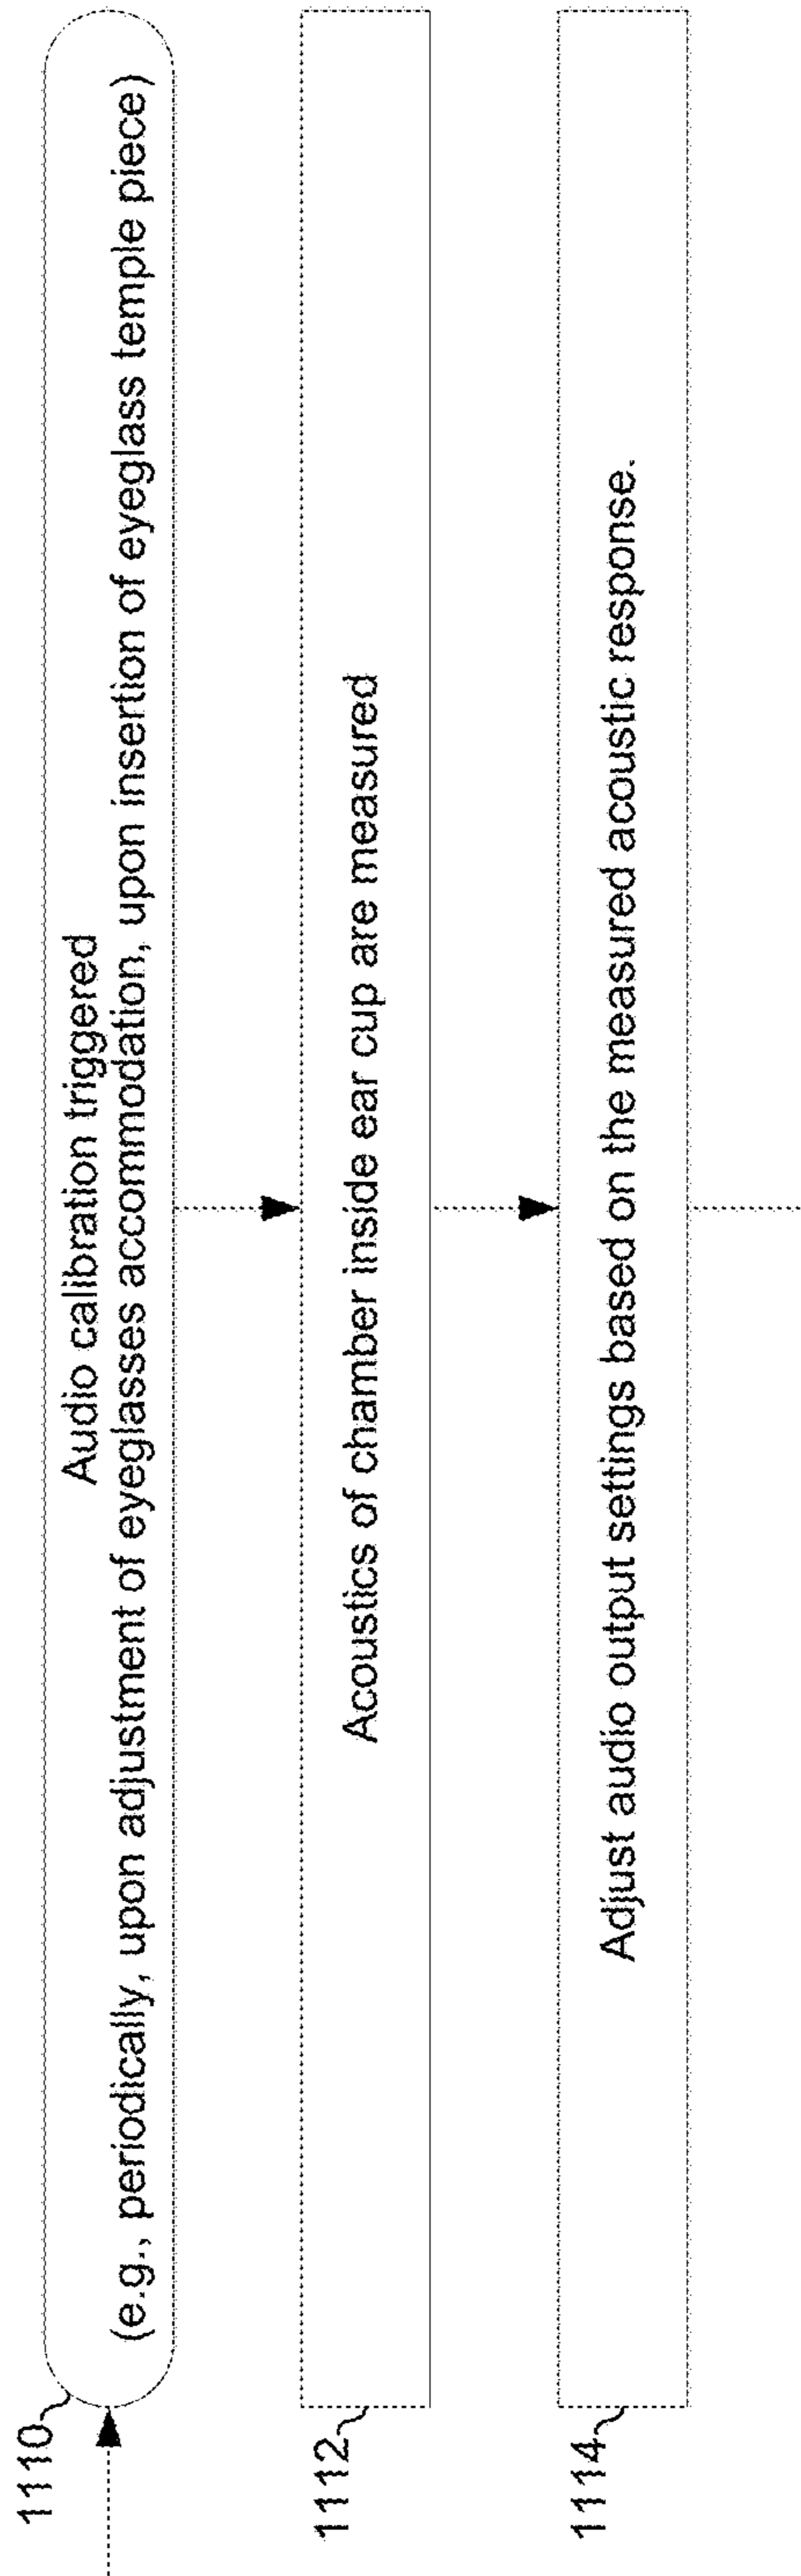 1110
Audio calibration triggered
(e.g., periodically, upon adjustment of eyeglasses accommodation, upon insertion of eyeglass temple piece)
1112
Acoustics of chamber inside ear cup are measured
1114
Adjust audio output settings based on the measured acoustic response.